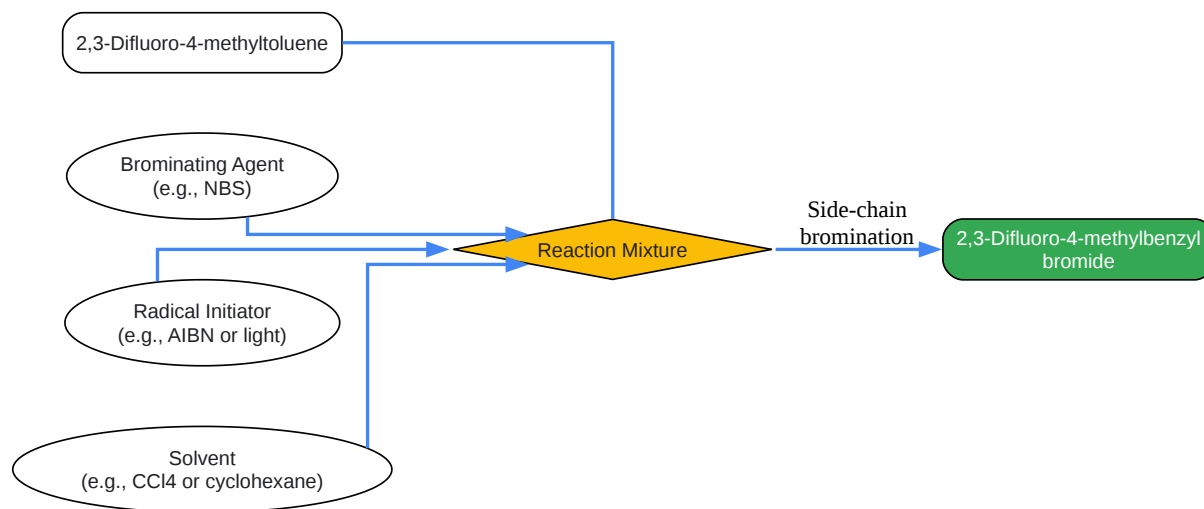 2,3-Difluoro-4-methyltoluene
Brominating Agent
(e.g., NBS)
Radical Initiator
(e.g., AIBN or light)
Solvent
(e.g., CCl4 or cyclohexane)
Reaction Mixture
Side-chain
bromination
2,3-Difluoro-4-methylbenzyl
bromide